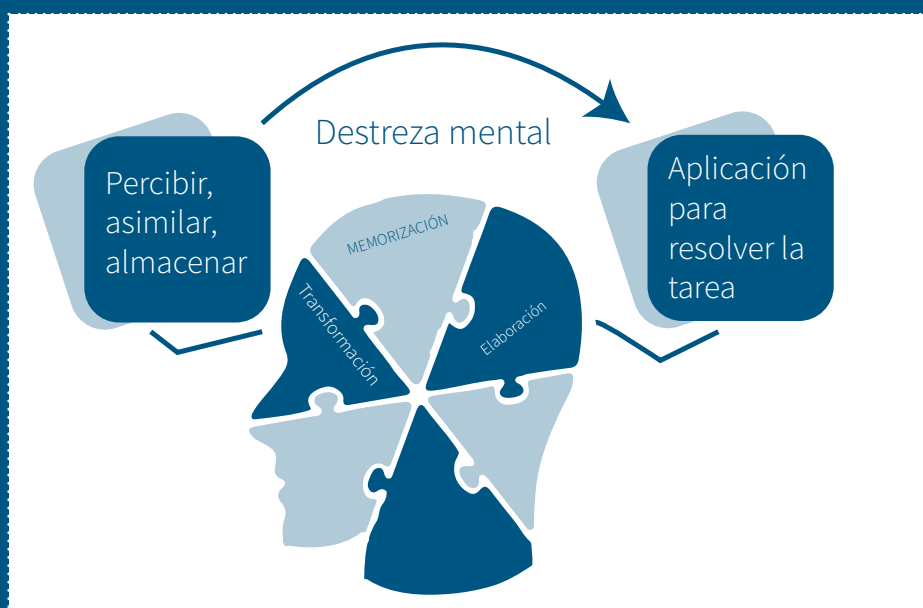 Destreza mental
Percibir,
asimilar,
almacenar
Aplicación
para
resolver la
tarea
MEMORIZACIÓN
Transformación
Elaboración